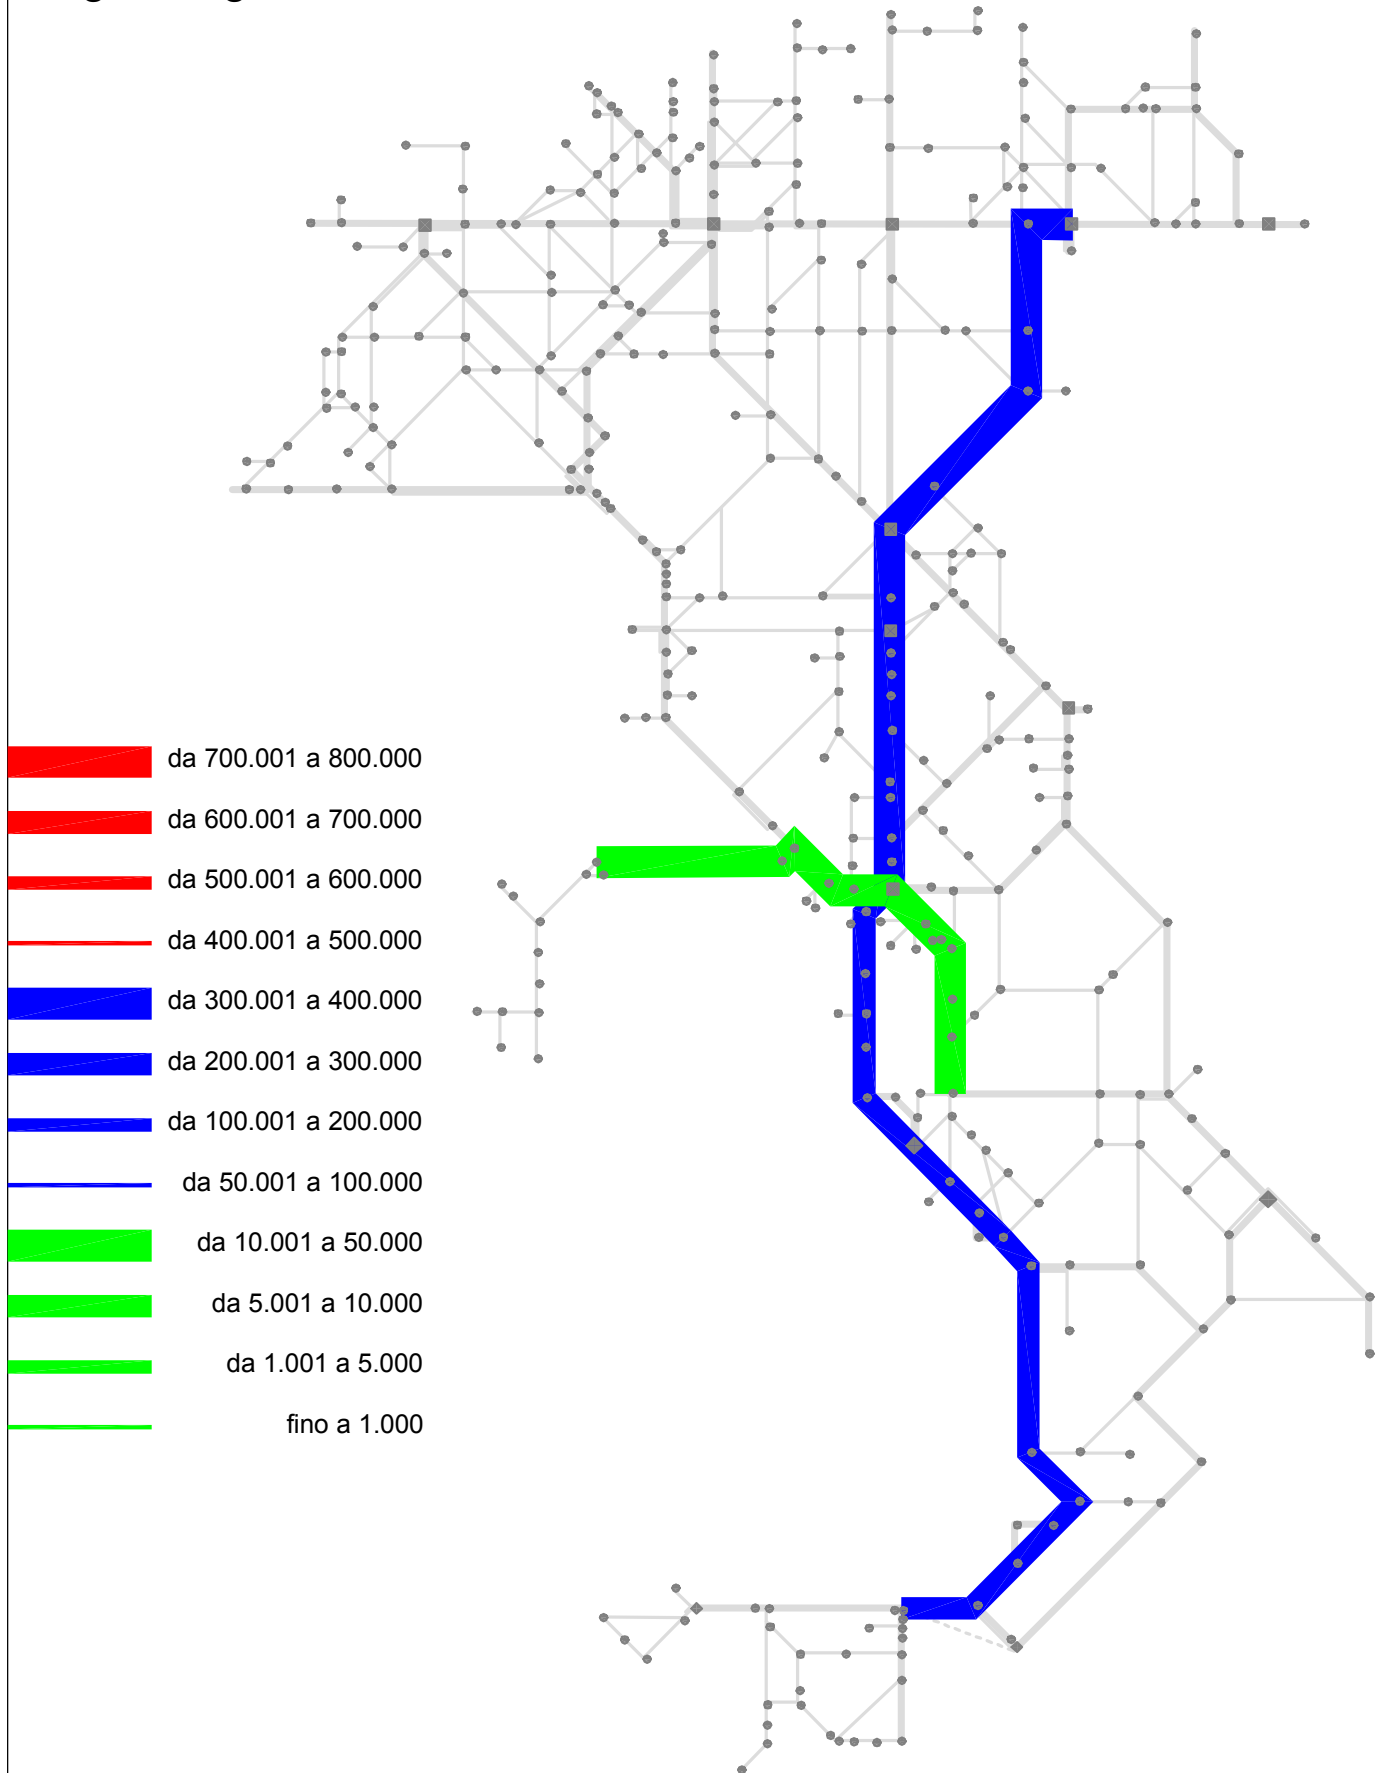 da 700.001 a 800.000
da 600.001 a 700.000
da 500.001 a 600.000
da 400.001 a 500.000
da 300.001 a 400.000
da 200.001 a 300.000
da 100.001 a 200.000
da 50.001 a 100.000
da 10.001 a 50.000
da 5.001 a 10.000
da 1.001 a 5.000
fino a 1.000